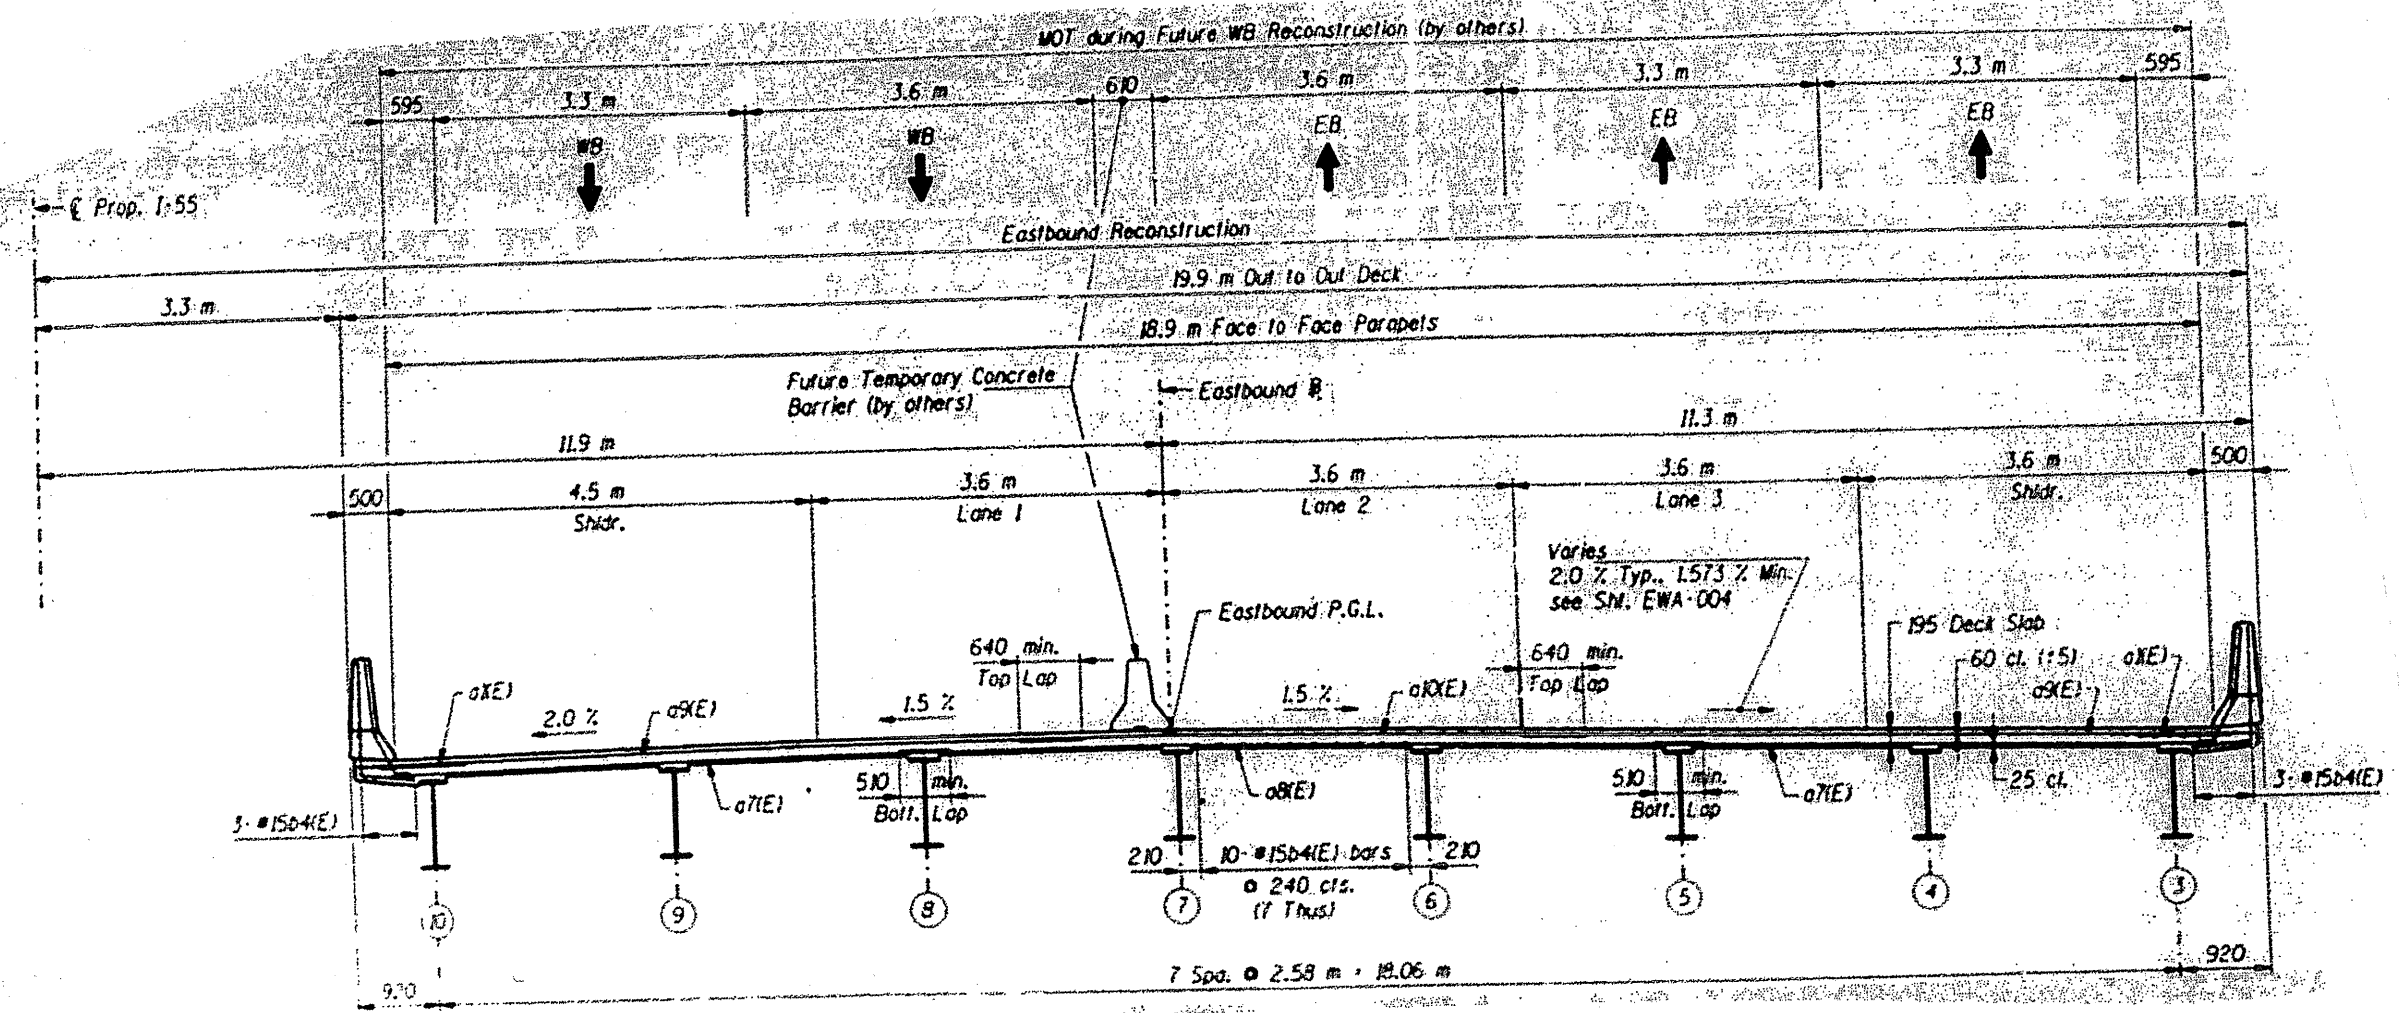 MOT during Future WB Reconstruction (by others)
595
3.3 m
3.6 m
610
3.6 m
3.3 m
3.3 m
595
WB
WB
EB
EB
EB
℄ Prop. I-55
Eastbound Reconstruction
19.9 m Out to Out Deck
3.3 m
18.9 m Face to Face Parapets
Future Temporary Concrete
Barrier (by others)
Eastbound
11.9 m
11.3 m
500
4.5 m
Shldr.
3.6 m
Lane 1
3.6 m
Lane 2
3.6 m
Lane 3
3.6 m
Shldr.
500
Varies
2.0 % Typ., 1.573 % Min.
see Sht. EWA-004
Eastbound P.G.L.
195 Deck Slab
640 min.
Top Lap
640 min.
Top Lap
60 cl. (±5)
a1(E)
a9(E)
a1(E)
2.0 %
a9(E)
1.5 %
1.5 %
a10(E)
3-#15b4(E)
a7(E)
510 min.
Bott. Lap
a8(E)
510 min.
Bott. Lap
a7(E)
25 cl.
3-#15b4(E)
210
10-#15b4(E) bars
@ 240 cts.
(7 Thus)
210
10
9
8
7
6
5
4
3
920
7 Spa. @ 2.58 m = 18.06 m
920